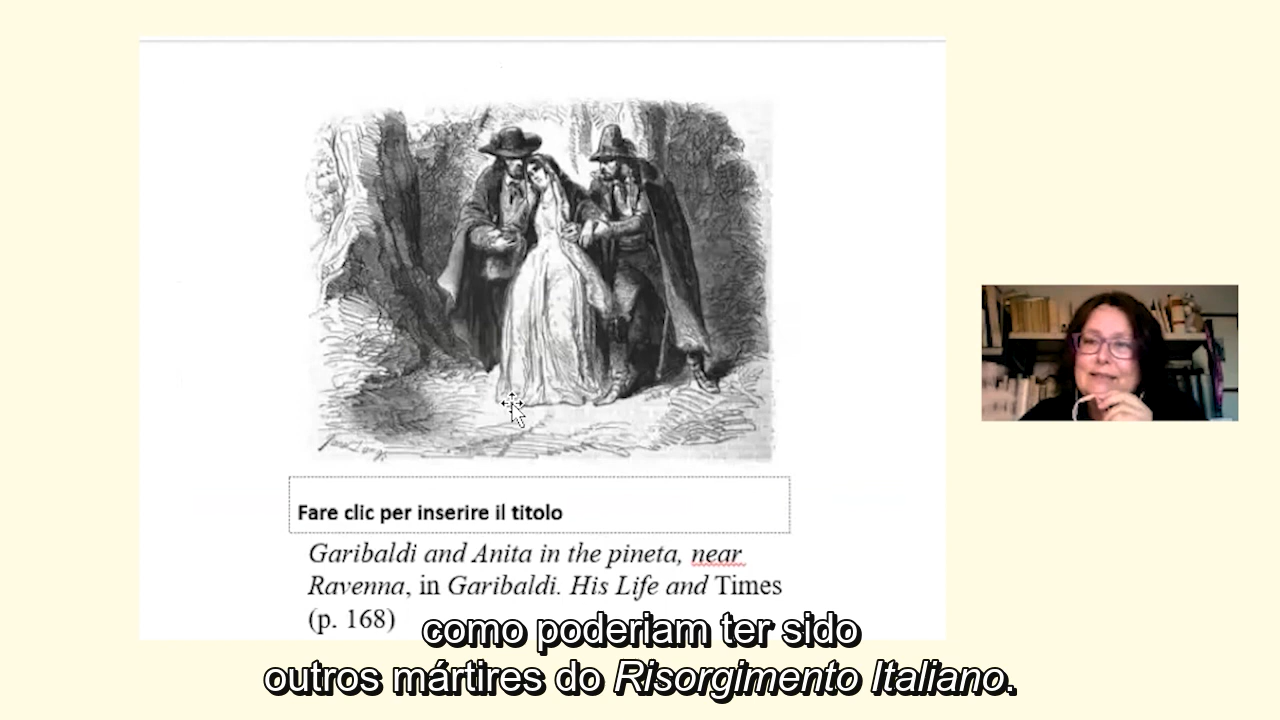 Fare clic per inserire il titolo
Garibaldi and Anita in the pineta, near
Ravenna, in Garibaldi. His Life and Times
(p. 168)
como poderiam ter sido
outros mártires do Risorgimento Italiano.